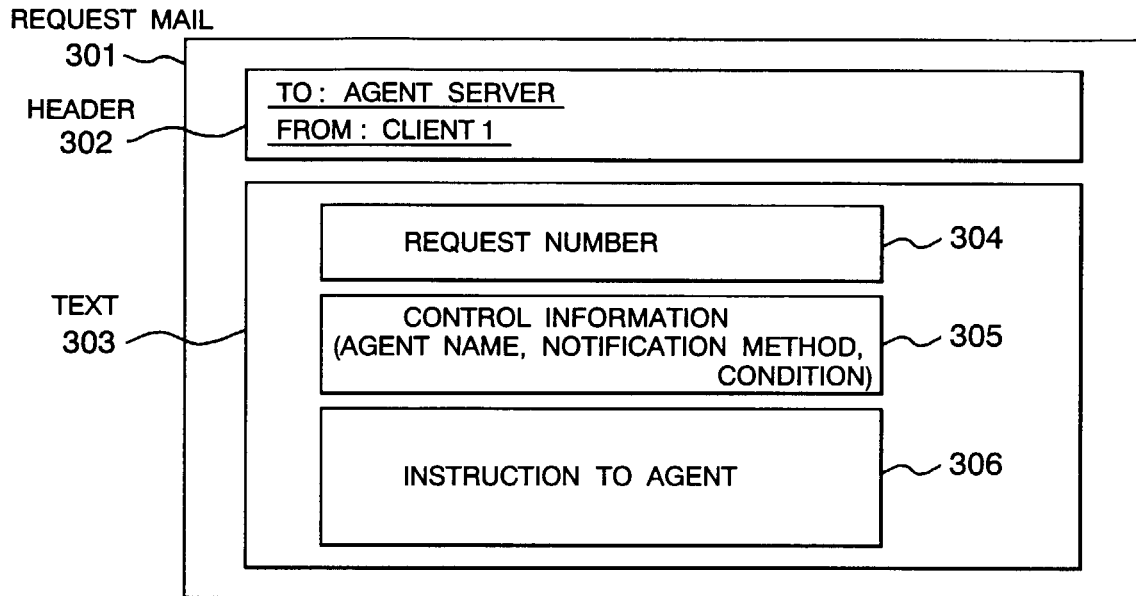 REQUEST MAIL
301
HEADER
302
TO : AGENT SERVER
FROM : CLIENT 1
TEXT
303
REQUEST NUMBER
304
CONTROL INFORMATION
(AGENT NAME, NOTIFICATION METHOD,
CONDITION)
305
INSTRUCTION TO AGENT
306